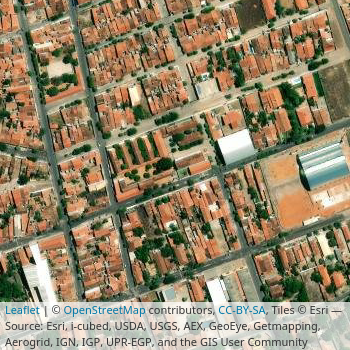 Leaflet | © OpenStreetMap contributors, CC-BY-SA, Tiles © Esri —
Source: Esri, i-cubed, USDA, USGS, AEX, GeoEye, Getmapping,
Aerogrid, IGN, IGP, UPR-EGP, and the GIS User Community